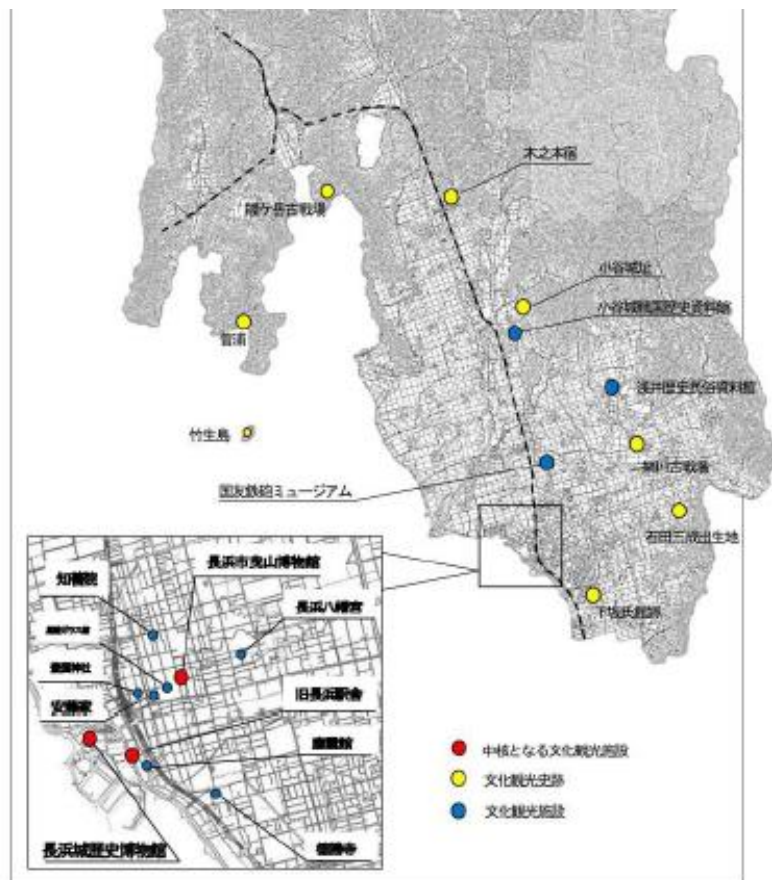 木之本宿
賤ケ岳古戦場
小谷城址
小谷城戦国歴史資料館
菅浦
浅井歴史民俗資料館
竹生島
姉川古戦場
国友鉄砲ミュージアム
石田三成出生地
下坂氏館跡
長浜市曳山博物館
知善院
長浜八幡宮
豊国神社
安藤家
旧長浜駅舎
慶雲館
長浜城歴史博物館
中核となる文化観光施設
文化観光史跡
文化観光施設